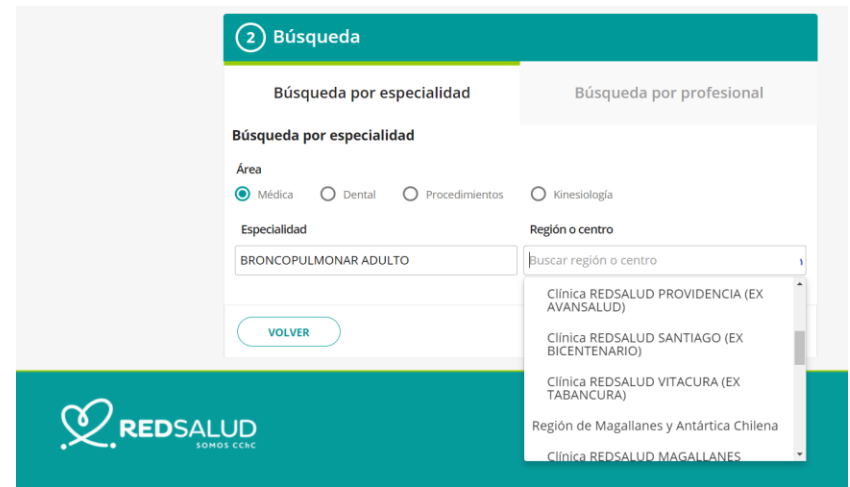 2 Búsqueda
Búsqueda por especialidad
Búsqueda por profesional
Búsqueda por especialidad
Área
Médica
Dental
Procedimientos
Kinesiología
Especialidad
Región o centro
BRONCOPULMONAR ADULTO
Buscar región o centro
Clínica REDSALUD PROVIDENCIA (EX
AVANSALUD)
Clínica REDSALUD SANTIAGO (EX
BICENTENARIO)
Clínica REDSALUD VITACURA (EX
TABANCURA)
Región de Magallanes y Antártica Chilena
Clínica REDSALUD MAGALLANES
VOLVER
REDSALUD
SOMOS CChC